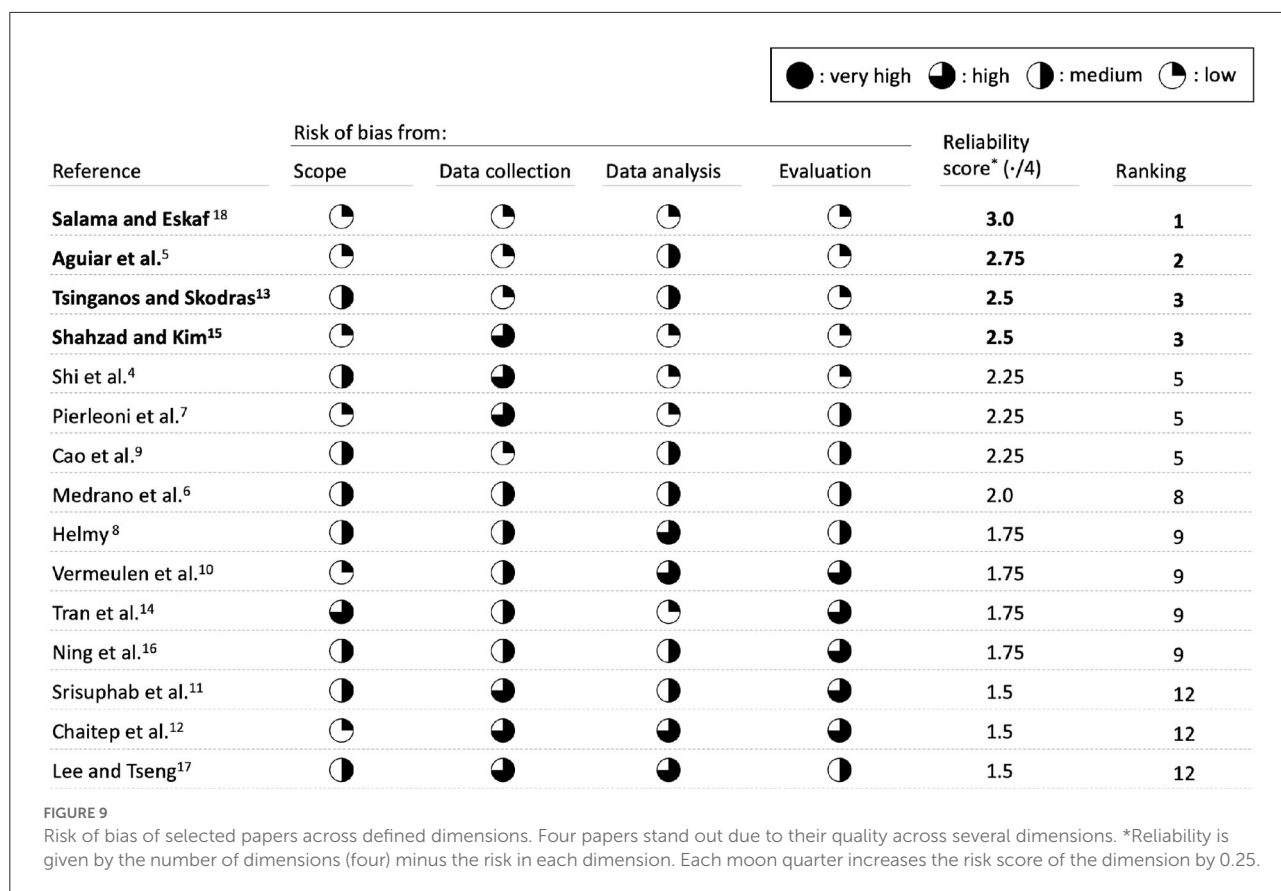 : very high : high : medium : low
Risk of bias from:
Reference Scope Data collection Data analysis Evaluation Reliability score* (·/4) Ranking
Salama and Eskaf 18 3.0 1
Aguiar et al.5 2.75 2
Tsinganos and Skodras13 2.5 3
Shahzad and Kim15 2.5 3
Shi et al.4 2.25 5
Pierleoni et al.7 2.25 5
Cao et al.9 2.25 5
Medrano et al.6 2.0 8
Helmy 8 1.75 9
Vermeulen et al.10 1.75 9
Tran et al.14 1.75 9
Ning et al.16 1.75 9
Srisuphab et al.11 1.5 12
Chaitep et al.12 1.5 12
Lee and Tseng17 1.5 12
FIGURE 9
Risk of bias of selected papers across defined dimensions. Four papers stand out due to their quality across several dimensions. *Reliability is
given by the number of dimensions (four) minus the risk in each dimension. Each moon quarter increases the risk score of the dimension by 0.25.